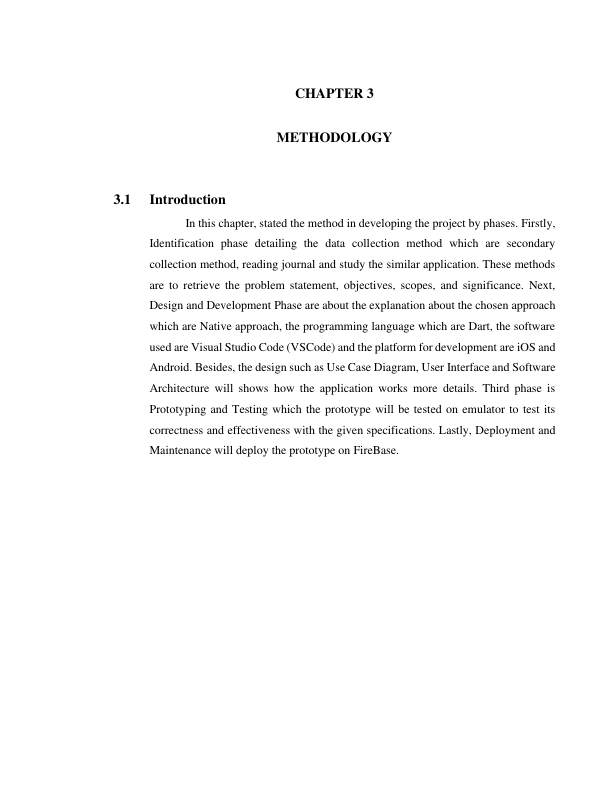 CHAPTER 3
METHODOLOGY
3.1 Introduction
In this chapter, stated the method in developing the project by phases. Firstly,
Identification phase detailing the data collection method which are secondary
collection method, reading journal and study the similar application. These methods
are to retrieve the problem statement, objectives, scopes, and significance. Next,
Design and Development Phase are about the explanation about the chosen approach
which are Native approach, the programming language which are Dart, the software
used are Visual Studio Code (VSCode) and the platform for development are iOS and
Android. Besides, the design such as Use Case Diagram, User Interface and Software
Architecture will shows how the application works more details. Third phase is
Prototyping and Testing which the prototype will be tested on emulator to test its
correctness and effectiveness with the given specifications. Lastly, Deployment and
Maintenance will deploy the prototype on FireBase.